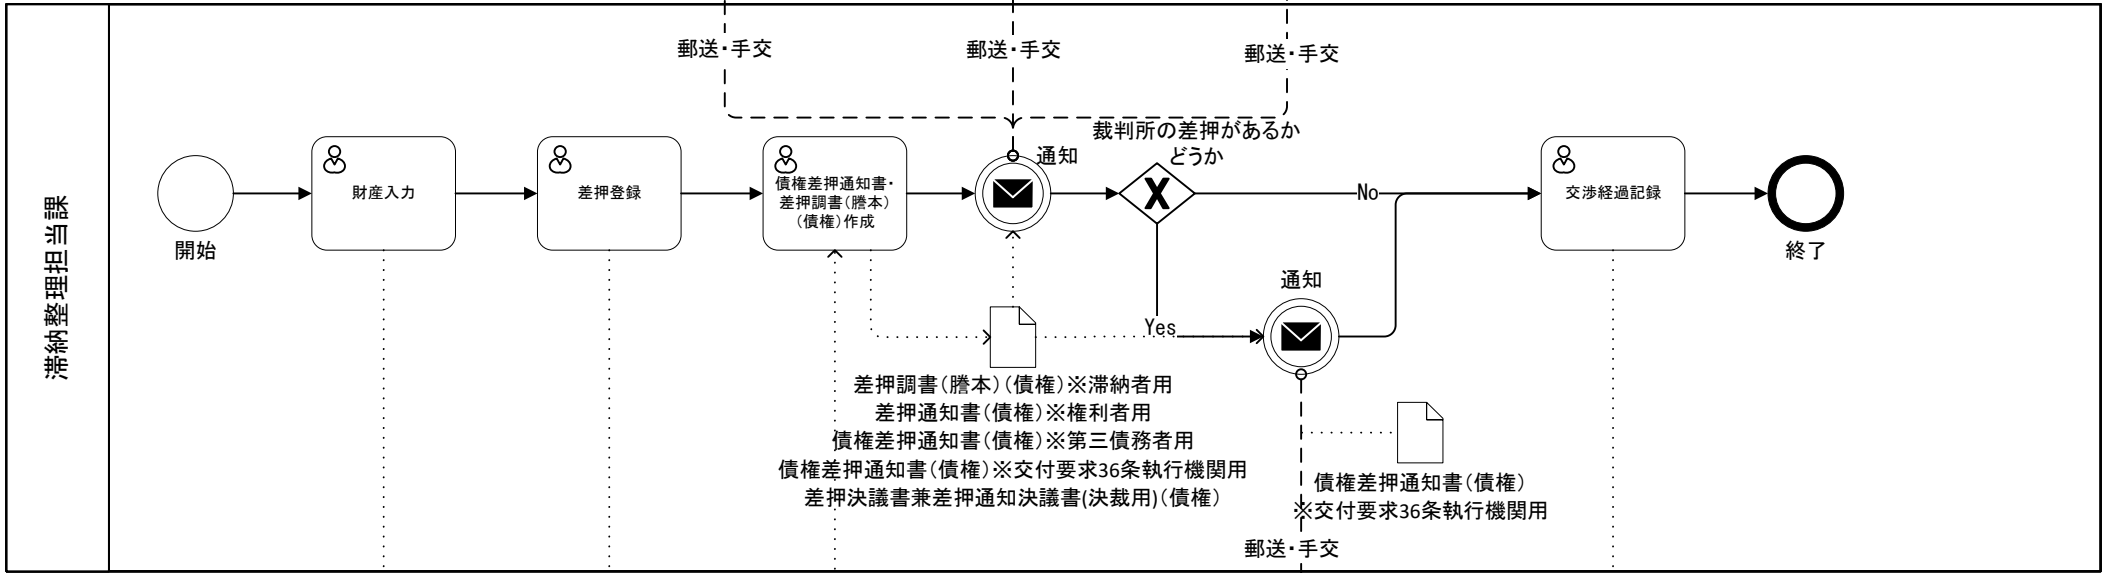 滞納整理担当課
郵送・手交
郵送・手交
郵送・手交
開始
財産入力
差押登録
債権差押通知書・
差押調書（謄本）
（債権）作成
通知
裁判所の差押があるか
どうか
No
Yes
通知
交渉経過記録
終了
差押調書（謄本）（債権）※滞納者用
差押通知書（債権）※権利者用
債権差押通知書（債権）※第三債務者用
債権差押通知書（債権）※交付要求36条執行機関用
差押決議書兼差押通知決議書(決裁用)（債権）
債権差押通知書（債権）
※交付要求36条執行機関用
郵送・手交